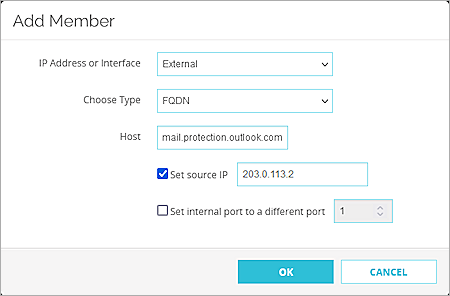 Add Member
IP Address or Interface External
Choose Type FQDN
Host mail.protection.outlook.com
Set source IP 203.0.113.2
Set internal port to a different port 1
OK CANCEL